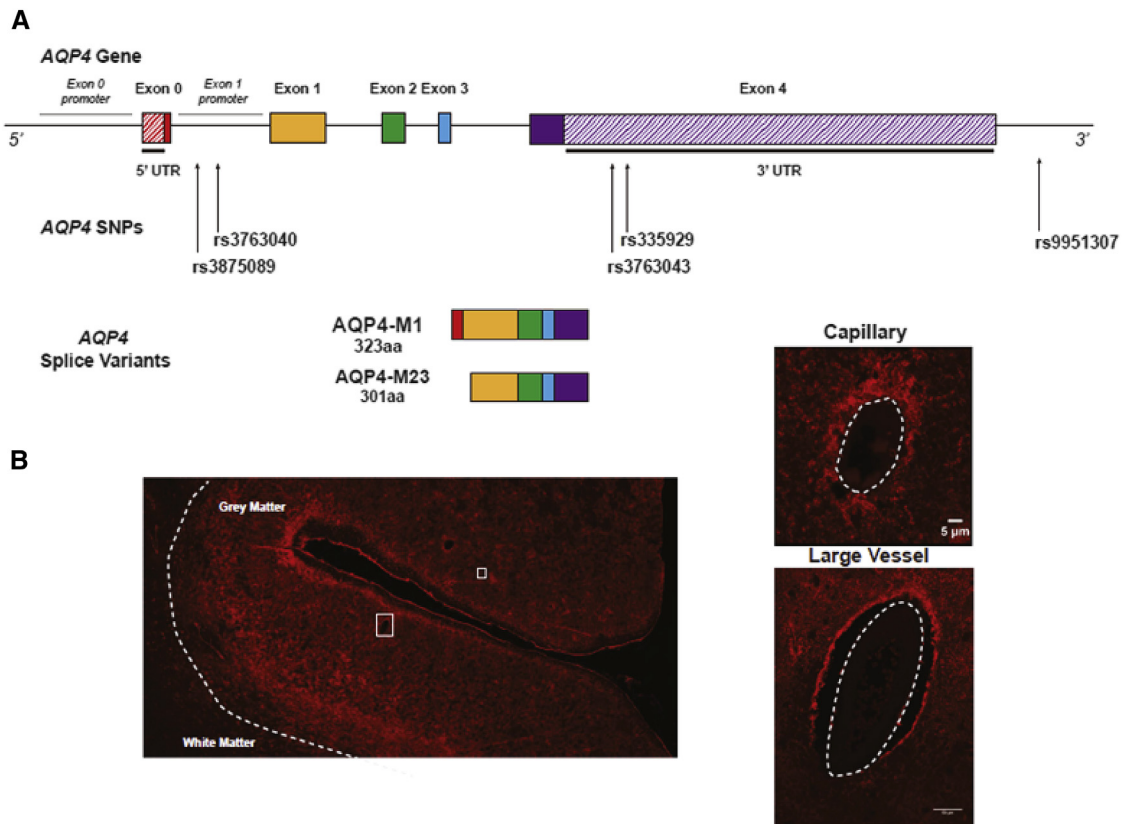 A
AQP4 Gene
Exon 0
promoter
Exon 0
Exon 1
promoter
Exon 1
Exon 2
Exon 3
Exon 4
5'
3'
5' UTR
3' UTR
AQP4 SNPs
rs3763040
rs3875089
rs335929
rs3763043
rs9951307
AQP4
Splice Variants
AQP4-M1
323aa
AQP4-M23
301aa
Capillary
5 μm
B
Grey Matter
White Matter
Large Vessel